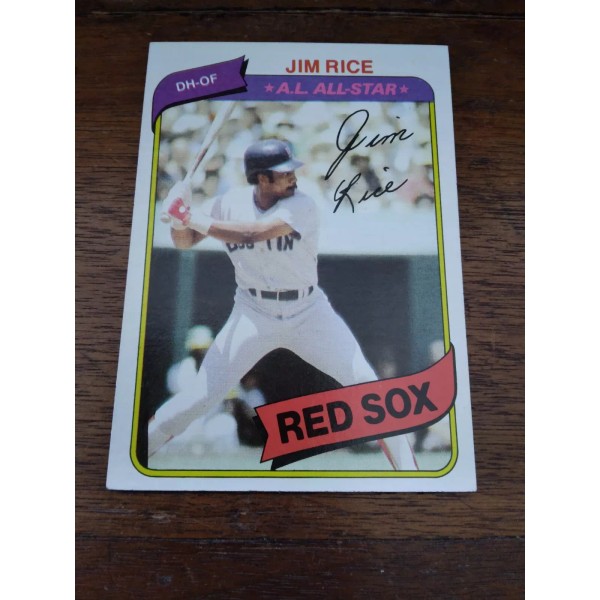 JIM RICE
DH-OF
★ A.L. ALL-STAR ★
Jim
Rice
RED SOX